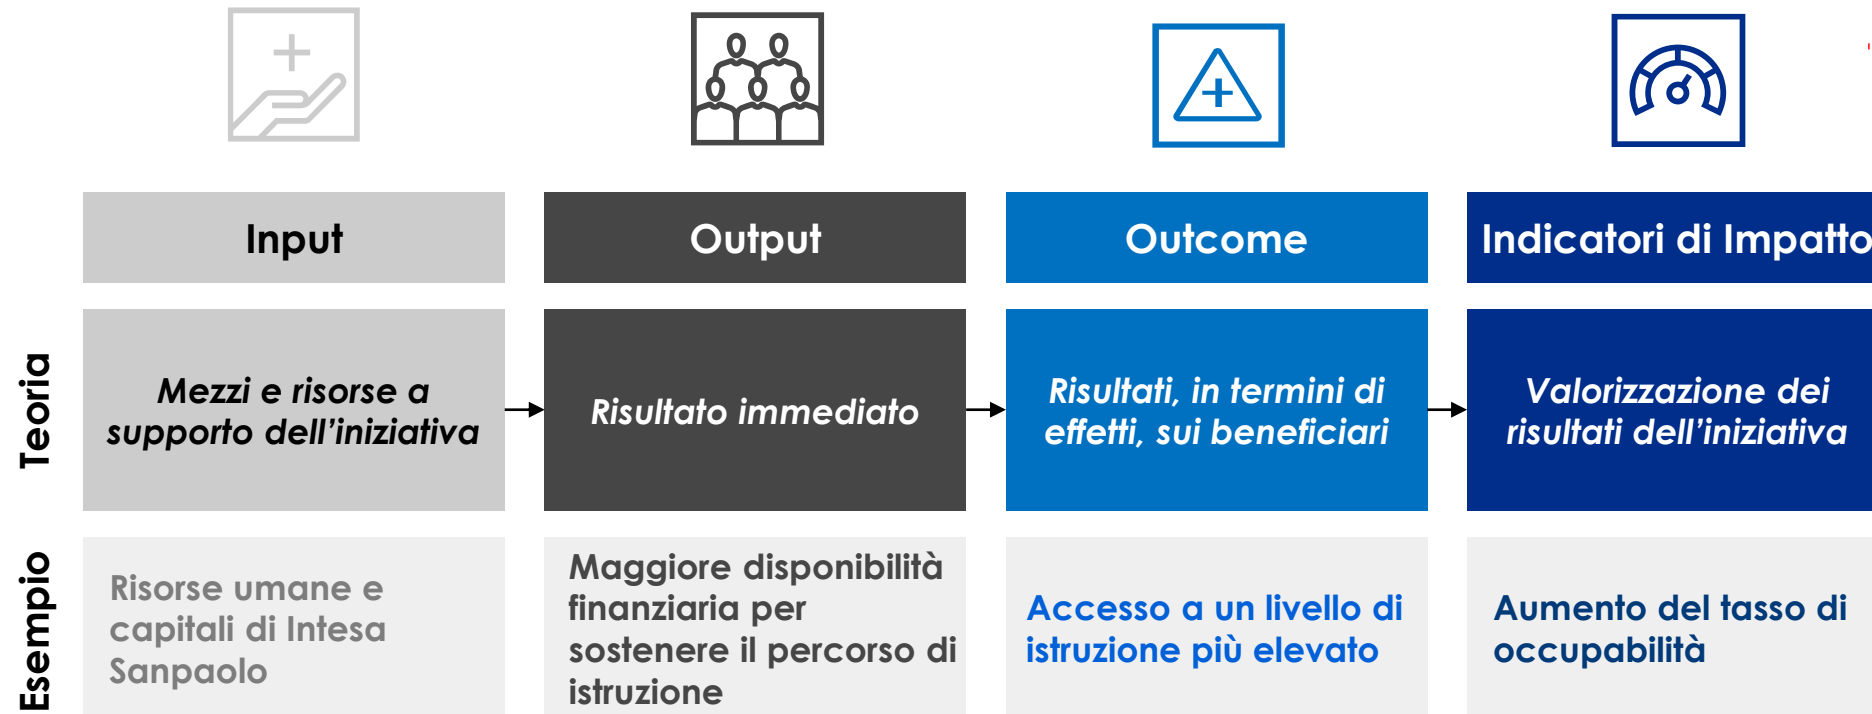 Input
Output
Outcome
Indicatori di Impatto
Teoria
Mezzi e risorse a
supporto dell’iniziativa
Risultato immediato
Risultati, in termini di
effetti, sui beneficiari
Valorizzazione dei
risultati dell’iniziativa
Esempio
Risorse umane e
capitali di Intesa
Sanpaolo
Maggiore disponibilità
finanziaria per
sostenere il percorso di
istruzione
Accesso a un livello di
istruzione più elevato
Aumento del tasso di
occupabilità